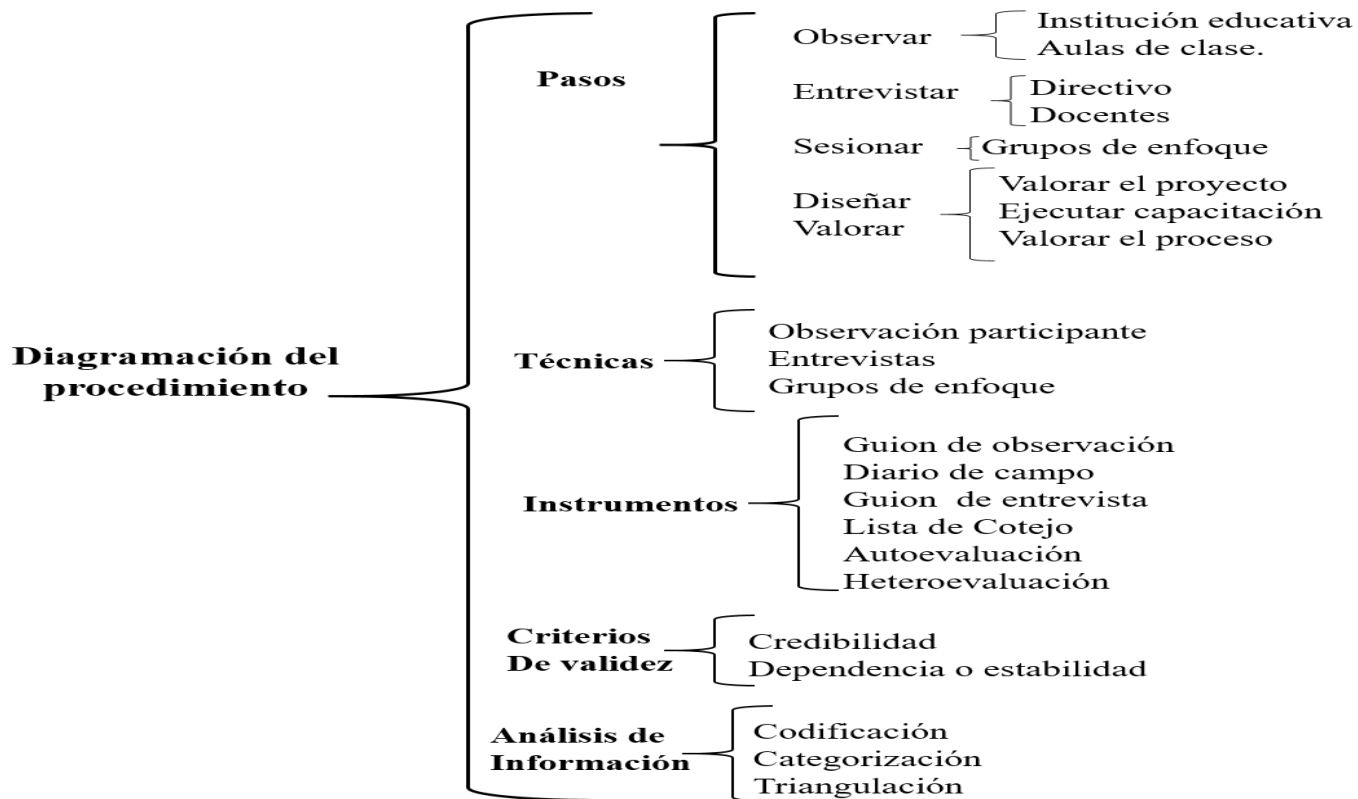 Diagramación del
procedimiento
Pasos
Observar
Institución educativa
Aulas de clase.
Entrevistar
Directivo
Docentes
Sesionar
Grupos de enfoque
Diseñar
Valorar
Valorar el proyecto
Ejecutar capacitación
Valorar el proceso
Técnicas
Observación participante
Entrevistas
Grupos de enfoque
Instrumentos
Guion de observación
Diario de campo
Guion  de entrevista
Lista de Cotejo
Autoevaluación
Heteroevaluación
Criterios
De validez
Credibilidad
Dependencia o estabilidad
Análisis de
Información
Codificación
Categorización
Triangulación